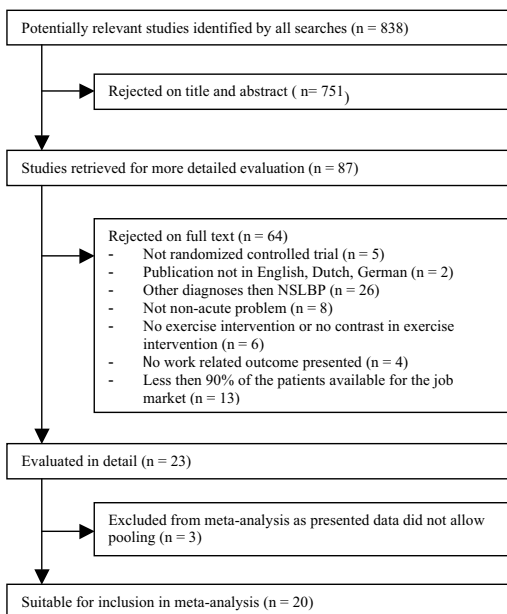 Potentially relevant studies identified by all searches (n = 838)
Rejected on title and abstract ( n= 751)
Studies retrieved for more detailed evaluation (n = 87)
Rejected on full text (n = 64)
- Not randomized controlled trial (n = 5)
- Publication not in English, Dutch, German (n = 2)
- Other diagnoses then NSLBP (n = 26)
- Not non-acute problem (n = 8)
- No exercise intervention or no contrast in exercise
intervention (n = 6)
- No work related outcome presented (n = 4)
- Less then 90% of the patients available for the job
market (n = 13)
Evaluated in detail (n = 23)
Excluded from meta-analysis as presented data did not allow
pooling (n = 3)
Suitable for inclusion in meta-analysis (n = 20)